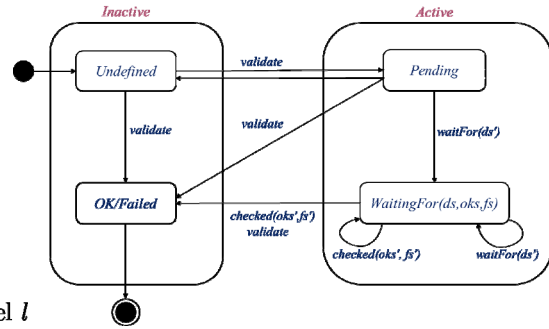 Inactive
Active
Undefined
validate
Pending
validate
validate
waitFor(ds')
OK/Failed
WaitingFor(ds,oks,fs)
checked(oks',fs')
validate
checked(oks', fs')
waitFor(ds')
el l